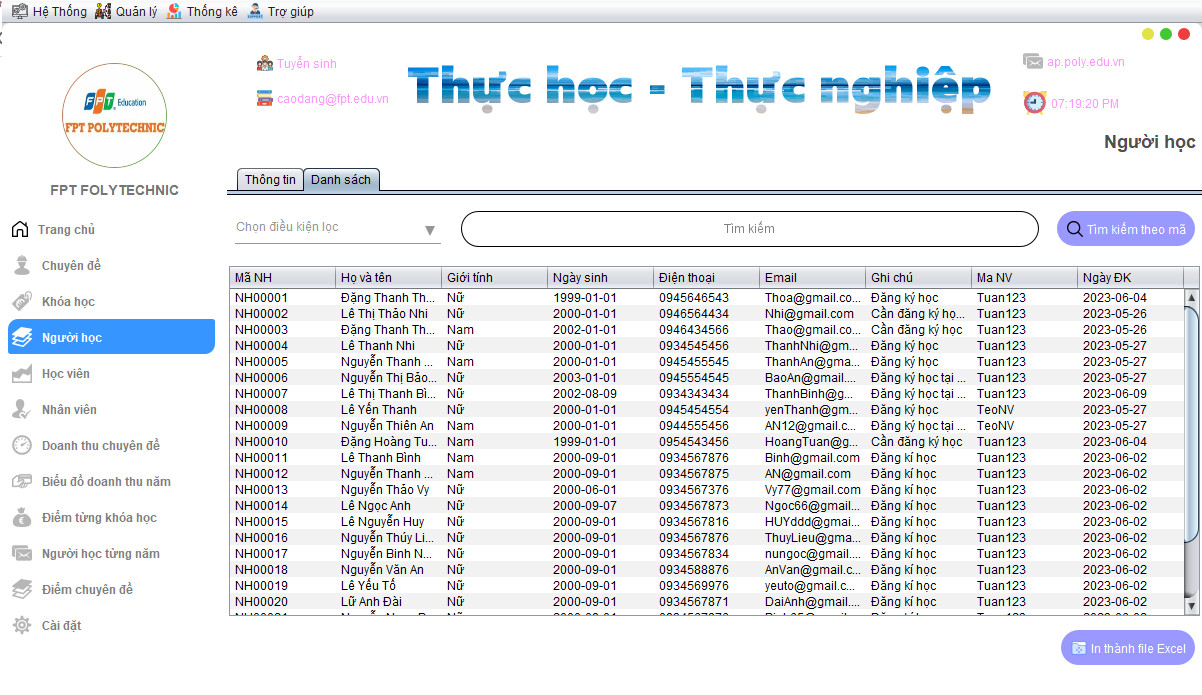 Hệ Thống Quản lý Thống kê Trợ giúp
FPT Education
FPT POLYTECHNIC
FPT FOLYTECHNIC
Tuyển sinh
caodang@fpt.edu.vn
Thực học - Thực nghiệp
ap.poly.edu.vn
07:19:20 PM
Người học
Trang chủ
Chuyên đề
Khóa học
Người học
Học viên
Nhân viên
Doanh thu chuyên đề
Biểu đồ doanh thu năm
Điểm từng khóa học
Người học từng năm
Điểm chuyên đề
Cài đặt
Thông tin Danh sách
Chọn điều kiện lọc Tìm kiếm Tìm kiếm theo mã
Mã NH Họ và tên Giới tính Ngày sinh Điện thoại Email Ghi chú Ma NV Ngày ĐK
NH00001 Đặng Thanh Th... Nữ 1999-01-01 0945646543 Thoa@gmail.co... Đăng ký học Tuan123 2023-06-04
NH00002 Lê Thị Thảo Nhi Nữ 2000-01-01 0946564434 Nhi@gmail.com Cần đăng ký họ... Tuan123 2023-05-26
NH00003 Đặng Thanh Th... Nam 2002-01-01 0946434566 Thao@gmail.co... Cần đăng ký học Tuan123 2023-05-26
NH00004 Lê Thanh Nhi Nữ 2000-01-01 0934545456 ThanhNhi@gm... Đăng ký học Tuan123 2023-05-27
NH00005 Nguyễn Thanh ... Nam 2000-01-01 0945455545 ThanhAn@gma... Đăng ký học Tuan123 2023-05-27
NH00006 Nguyễn Thị Bảo... Nữ 2003-01-01 0945554545 BaoAn@gmail.... Đăng ký học tại ... Tuan123 2023-05-27
NH00007 Lê Thị Thanh Bì... Nữ 2002-08-09 0934343434 ThanhBinh@g... Đăng ký học tại ... Tuan123 2023-06-09
NH00008 Lê Yến Thanh Nữ 2000-01-01 0945454554 yenThanh@gm... Đăng ký học TeoNV 2023-05-27
NH00009 Nguyễn Thiên An Nam 2000-01-01 0944555456 AN12@gmail.c... Đăng ký học tại ... TeoNV 2023-05-27
NH00010 Đặng Hoàng Tu... Nam 1999-01-01 0954543456 HoangTuan@g... Cần đăng ký học Tuan123 2023-06-04
NH00011 Lê Thanh Bình Nam 2000-09-01 0934567876 Binh@gmail.com Đăng kí học Tuan123 2023-06-02
NH00012 Nguyễn Thanh ... Nam 2000-09-01 0934567875 AN@gmail.com Đăng kí học Tuan123 2023-06-02
NH00013 Nguyễn Thảo Vy Nữ 2000-06-01 0934567376 Vy77@gmail.com Đăng kí học Tuan123 2023-06-02
NH00014 Lê Ngọc Anh Nữ 2000-09-07 0934567873 Ngoc66@gmail... Đăng kí học Tuan123 2023-06-02
NH00015 Lê Nguyễn Huy Nữ 2000-09-01 0934567816 HUYddd@gmai... Đăng kí học Tuan123 2023-06-02
NH00016 Nguyễn Thúy Li... Nữ 2000-09-01 0934567876 ThuyLieu@gma... Đăng kí học Tuan123 2023-06-02
NH00017 Nguyễn Bình N... Nữ 2000-09-01 0934567834 nungoc@gmail.... Đăng kí học Tuan123 2023-06-02
NH00018 Nguyễn Văn An Nữ 2000-09-01 0934588876 AnVan@gmail.c... Đăng kí học Tuan123 2023-06-02
NH00019 Lê Yếu Tố Nữ 2000-09-01 0934569976 yeuto@gmail.c... Đăng kí học Tuan123 2023-06-02
NH00020 Lữ Anh Đài Nữ 2000-09-01 0934567871 DaiAnh@gmail.... Đăng kí học Tuan123 2023-06-02
In thành file Excel